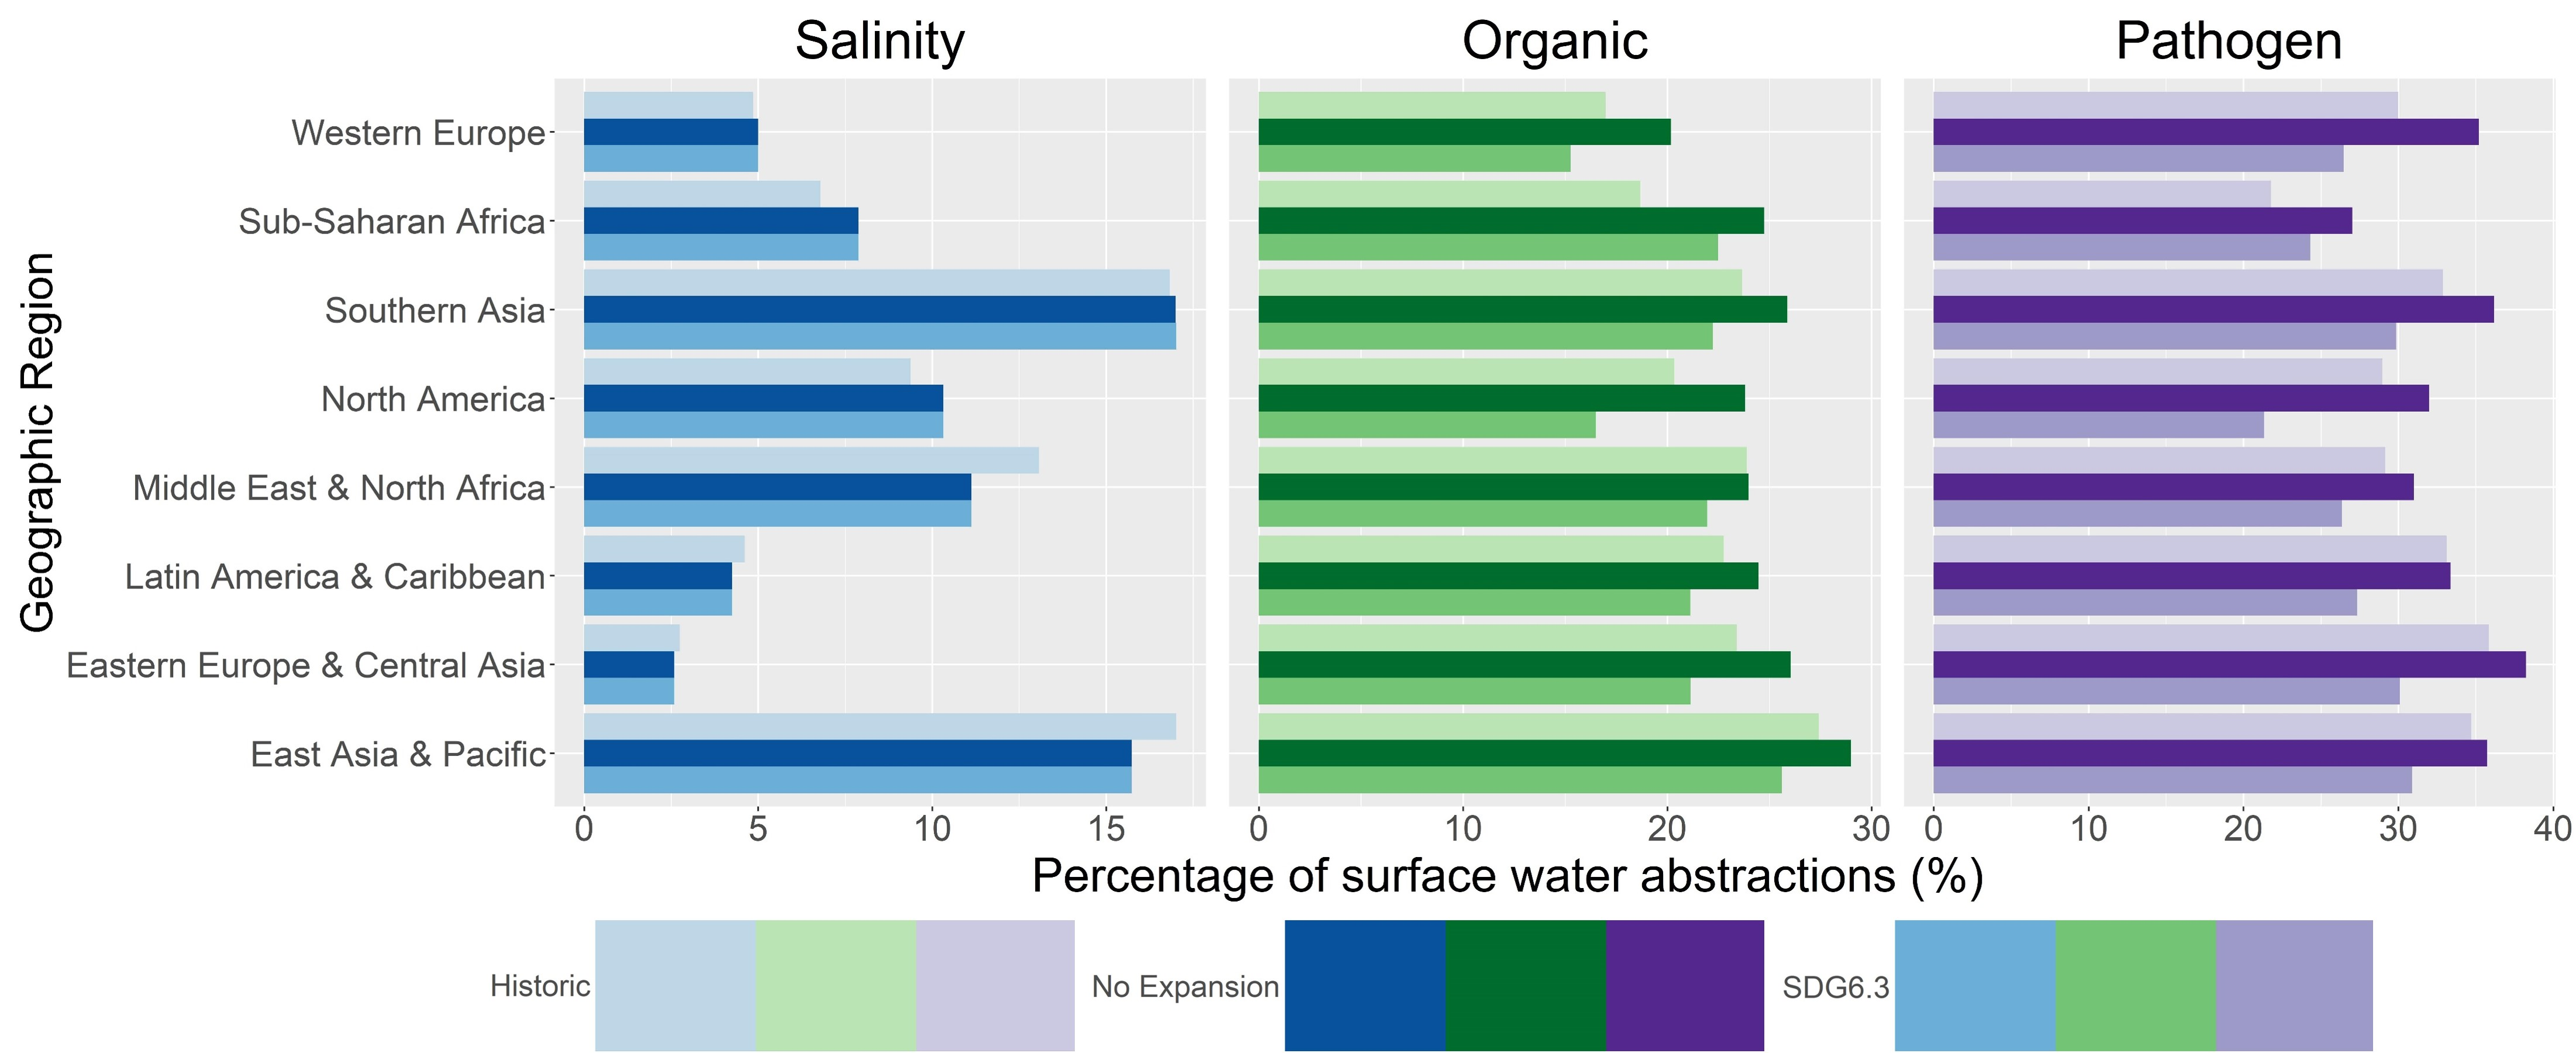 Salinity
Organic
Pathogen
Geographic Region
Western Europe
Sub-Saharan Africa
Southern Asia
North America
Middle East & North Africa
Latin America & Caribbean
Eastern Europe & Central Asia
East Asia & Pacific
0 5 10 15
0 10 20 30
0 10 20 30 40
Percentage of surface water abstractions (%)
Historic
No Expansion
SDG6.3